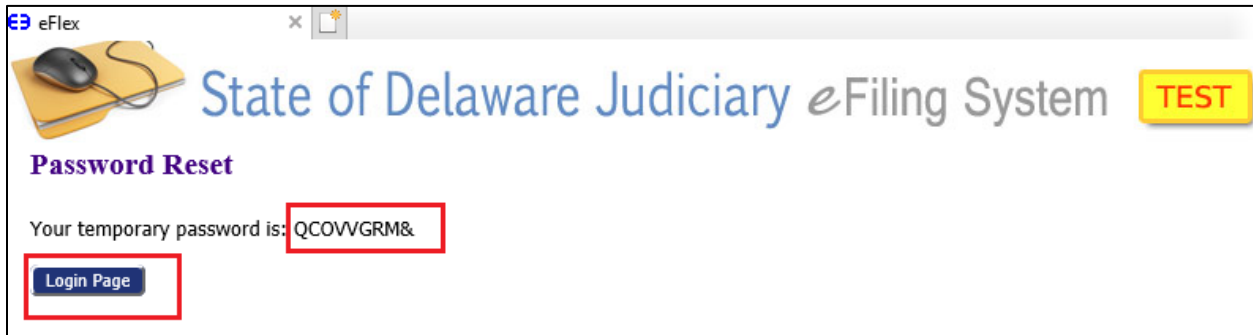 eFlex
State of Delaware Judiciary eFiling System TEST
Password Reset
Your temporary password is: QCOVVGRM&
Login Page